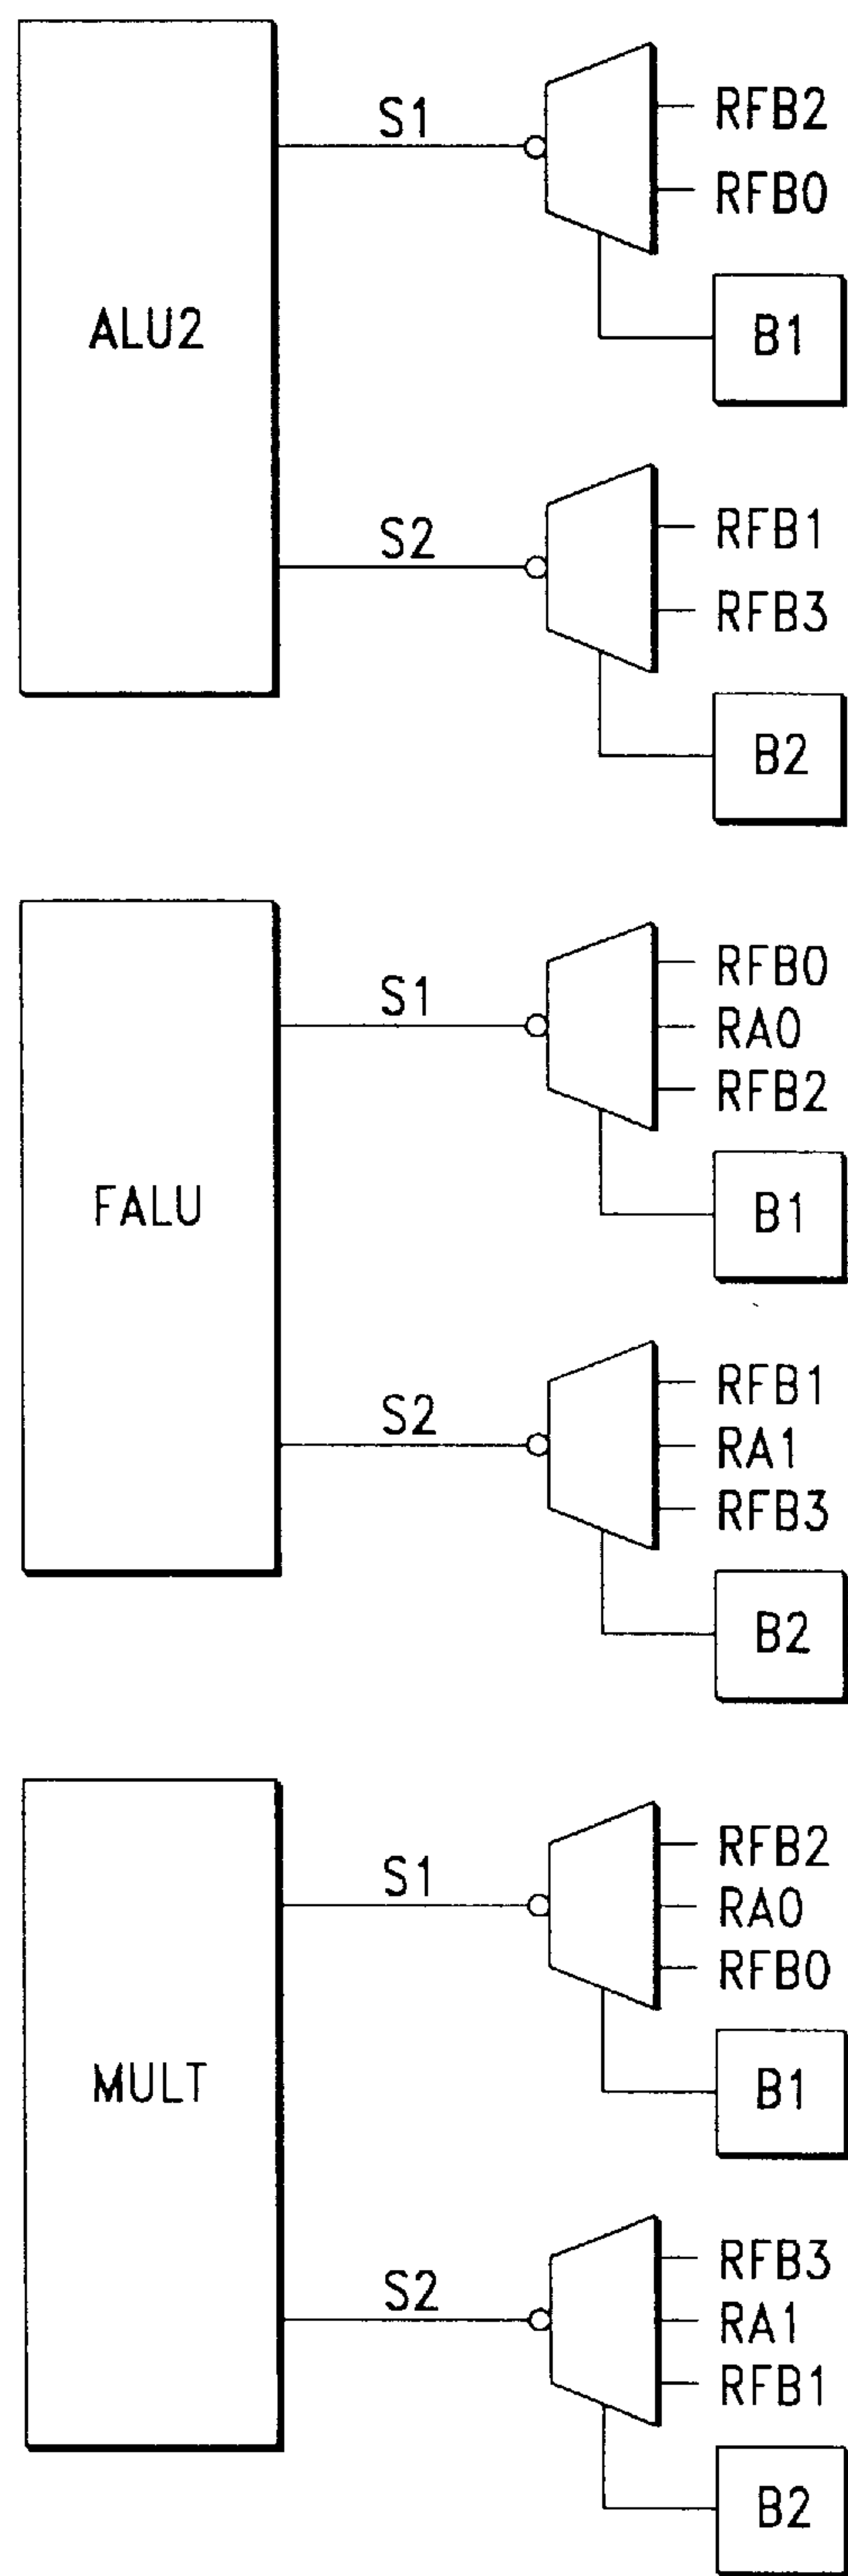 S1
RFB2
RFB0
ALU2
B1
S2
RFB1
RFB3
B2
S1
RFB0
RA0
RFB2
FALU
B1
S2
RFB1
RA1
RFB3
B2
S1
RFB2
RA0
RFB0
MULT
B1
S2
RFB3
RA1
RFB1
B2